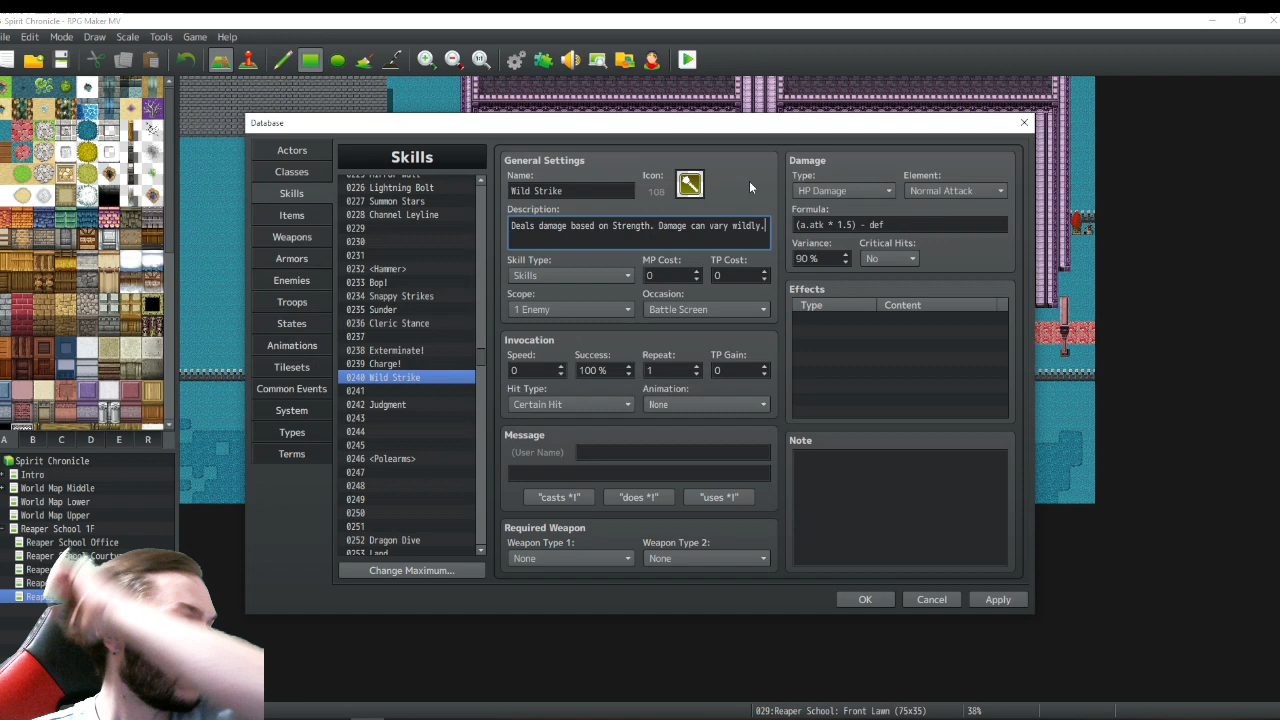 Spirit Chronicle - RPG Maker MV
Edit Mode Draw Scale Tools Game Help
Database
Actors
Classes
Skills
Items
Weapons
Armors
Enemies
Troops
States
Animations
Tilesets
Common Events
System
Types
Terms
Skills
0226 Lightning Bolt
0227 Summon Stars
0228 Channel Leyline
0229
0230
0231
0232 <Hammer>
0233 Bop!
0234 Snappy Strikes
0235 Sunder
0236 Cleric Stance
0237
0238 Exterminate!
0239 Charge!
0240 Wild Strike
0241
0242 Judgment
0243
0244
0245
0246 <Polearms>
0247
0248
0249
0250
0251
0252 Dragon Dive
0253 Land
Change Maximum...
General Settings
Name: Icon:
Wild Strike 108
Description:
Deals damage based on Strength. Damage can vary wildly.
Skill Type: MP Cost: TP Cost:
Skills 0 0
Scope: Occasion:
1 Enemy Battle Screen
Invocation
Speed: Success: Repeat: TP Gain:
0 100 % 1 0
Hit Type: Animation:
Certain Hit None
Message
(User Name)
"casts *!" "does *!" "uses *!"
Required Weapon
Weapon Type 1: Weapon Type 2:
None None
Damage
Type: Element:
HP Damage Normal Attack
Formula:
(a.atk * 1.5) - def
Variance: Critical Hits:
90 % No
Effects
Type Content
Note
OK Cancel Apply
A B C D E R
Spirit Chronicle
Intro
World Map Middle
World Map Lower
World Map Upper
Reaper School 1F
Reaper School Office
Reaper School Courtya
029:Reaper School: Front Lawn (75x35) 38%